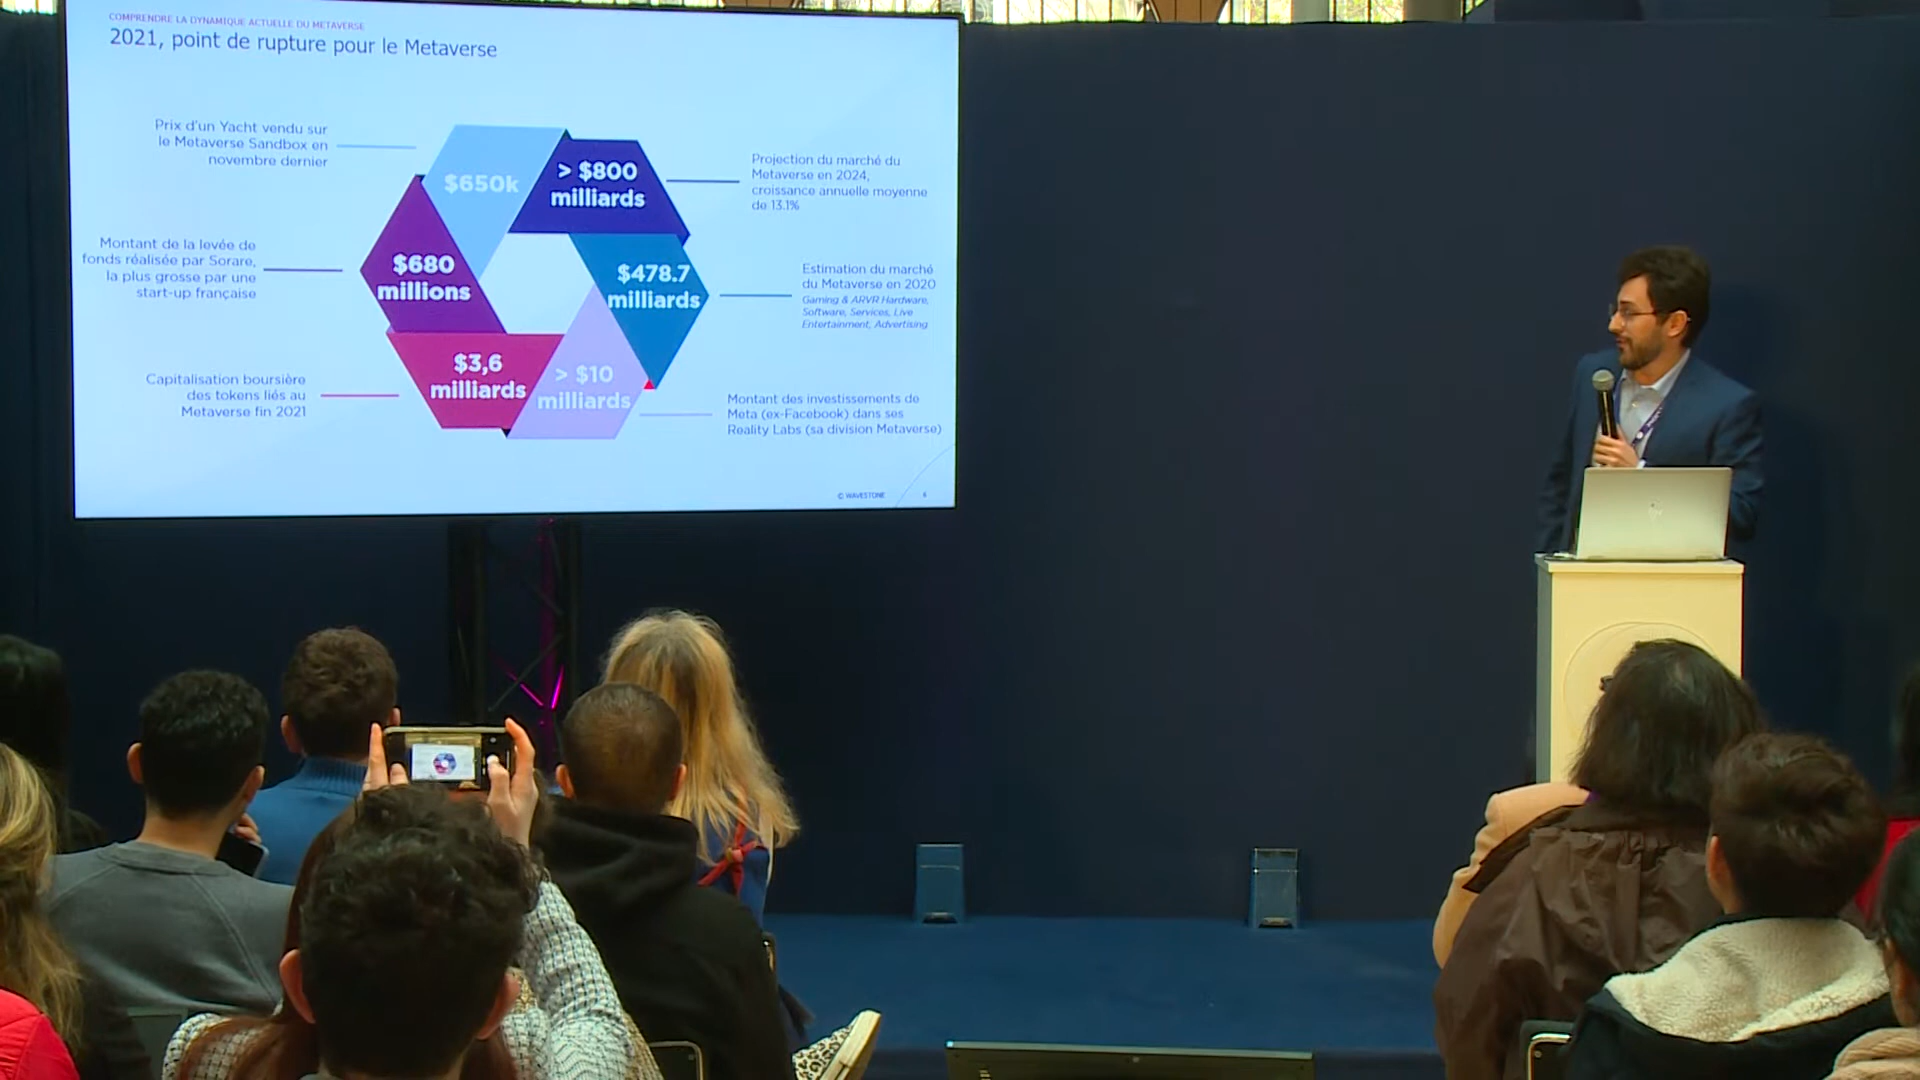 COMPRENDRE LA DYNAMIQUE ACTUELLE DU METAVERSE
2021, point de rupture pour le Metaverse
Prix d'un Yacht vendu sur
le Metaverse Sandbox en
novembre dernier
$650k
> $800
milliards
Projection du marché du
Metaverse en 2024,
croissance annuelle moyenne
de 13.1%
Montant de la levée de
fonds réalisée par Sorare,
la plus grosse par une
start-up française
$680
millions
$478.7
milliards
Estimation du marché
du Metaverse en 2020
Gaming & ARVR Hardware,
Software, Services, Live
Entertainment, Advertising
Capitalisation boursière
des tokens liés au
Metaverse fin 2021
$3,6
milliards
> $10
milliards
Montant des investissements de
Meta (ex-Facebook) dans ses
Reality Labs (sa division Metaverse)
© WAVESTONE
6